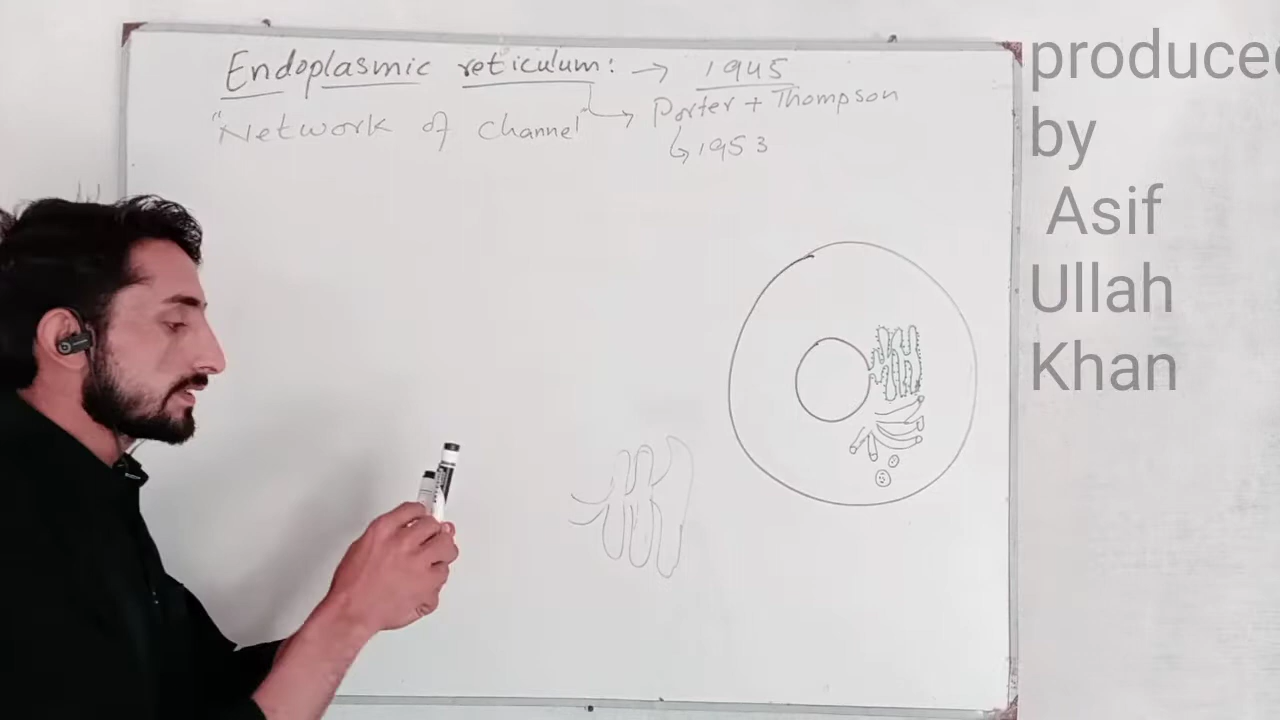 Endoplasmic reticulum: → 1945
"Network of channel" → Porter + Thompson
↳ 1953
produced
by
Asif
Ullah
Khan